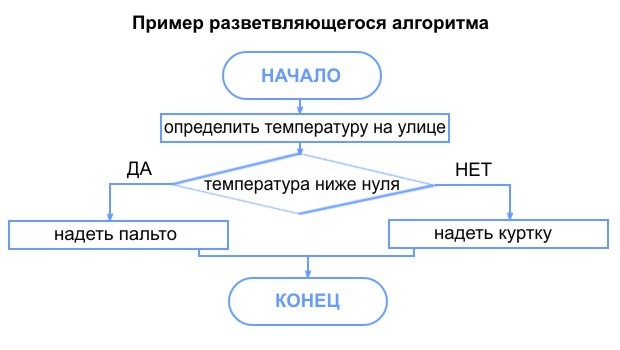 Пример разветвляющегося алгоритма
НАЧАЛО
определить температуру на улице
ДА
НЕТ
температура ниже нуля
надеть пальто
надеть куртку
КОНЕЦ